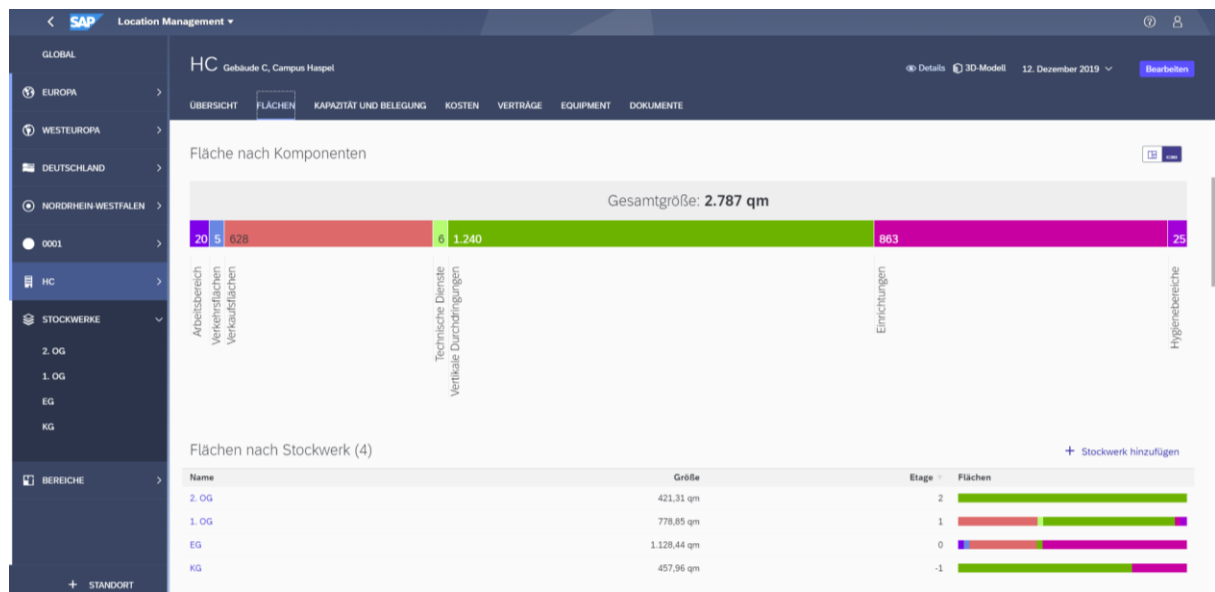 SAP Location Management
GLOBAL
EUROPA
WESTEUROPA
DEUTSCHLAND
NORDRHEIN-WESTFALEN
0001
HC
STOCKWERKE
2. OG
1. OG
EG
KG
BEREICHE
+ STANDORT
HC Gebäude C, Campus Haspel
Details 3D-Modell 12. Dezember 2019 Bearbeiten
ÜBERSICHT FLÄCHEN KAPAZITÄT UND BELEGUNG KOSTEN VERTRÄGE EQUIPMENT DOKUMENTE
Fläche nach Komponenten
Gesamtgröße: 2.787 qm
20 5 628 6 1.240 863 25
Arbeitsbereich
Verkehrsflächen
Verkaufsflächen
Technische Dienste
Vertikale Durchdringungen
Einrichtungen
Hygienebereiche
Flächen nach Stockwerk (4)
+ Stockwerk hinzufügen
Name Größe Etage Flächen
2. OG 421,31 qm 2
1. OG 778,85 qm 1
EG 1.128,44 qm 0
KG 457,96 qm -1